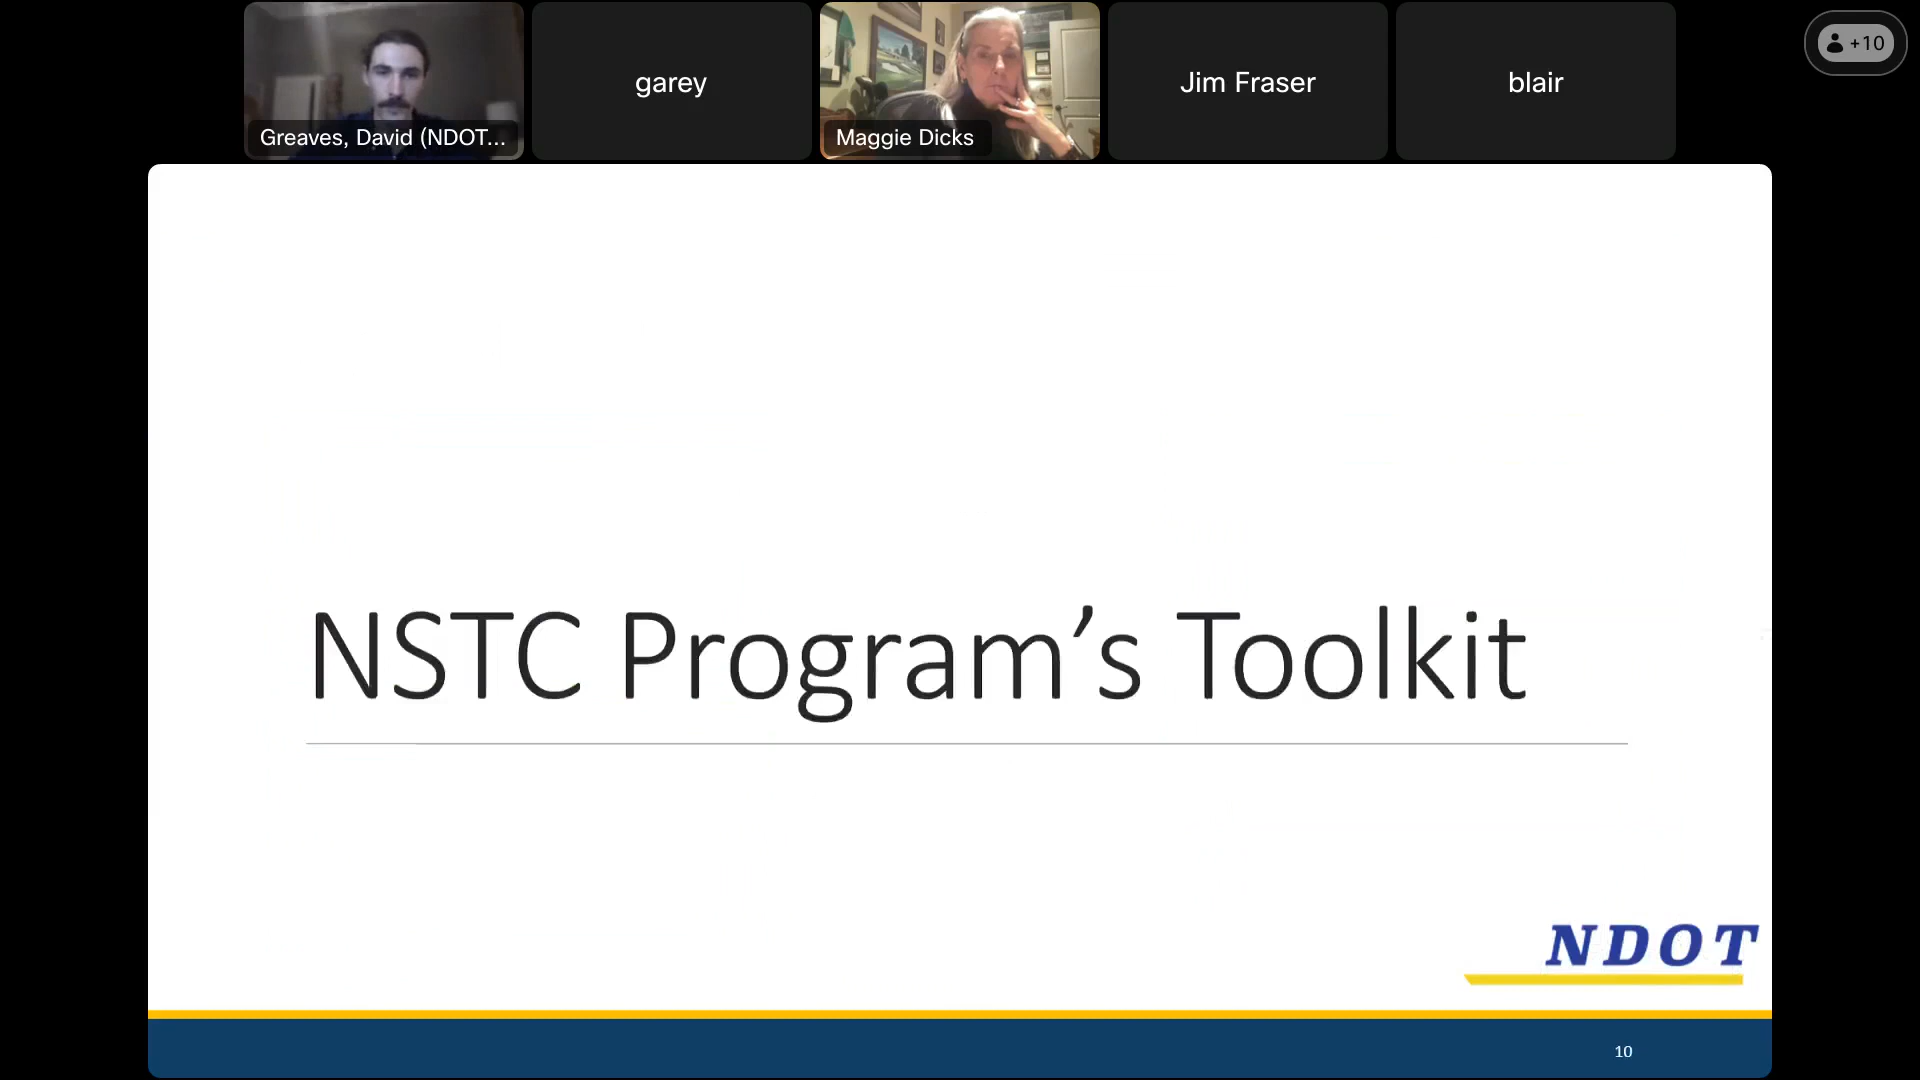 garey
Jim Fraser
blair
+10
Greaves, David (NDOT...
Maggie Dicks
NSTC Program’s Toolkit
NDOT
10